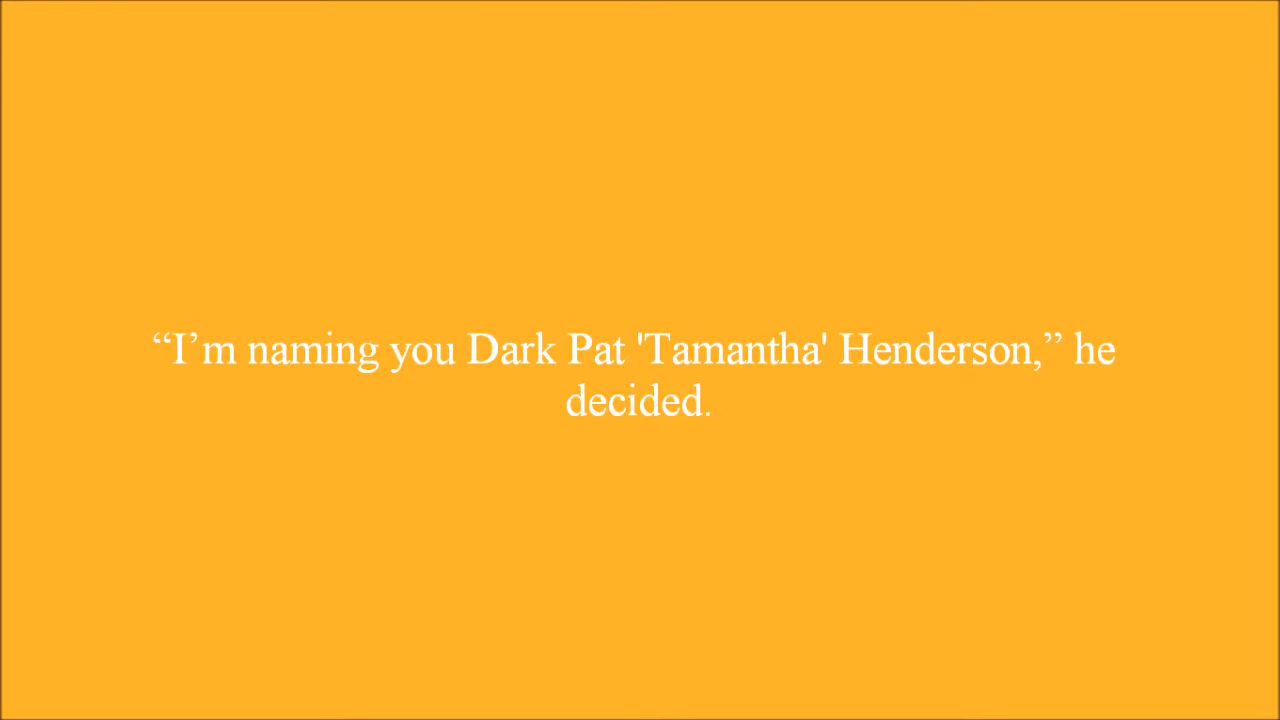 “I’m naming you Dark Pat 'Tamantha' Henderson,” he
decided.